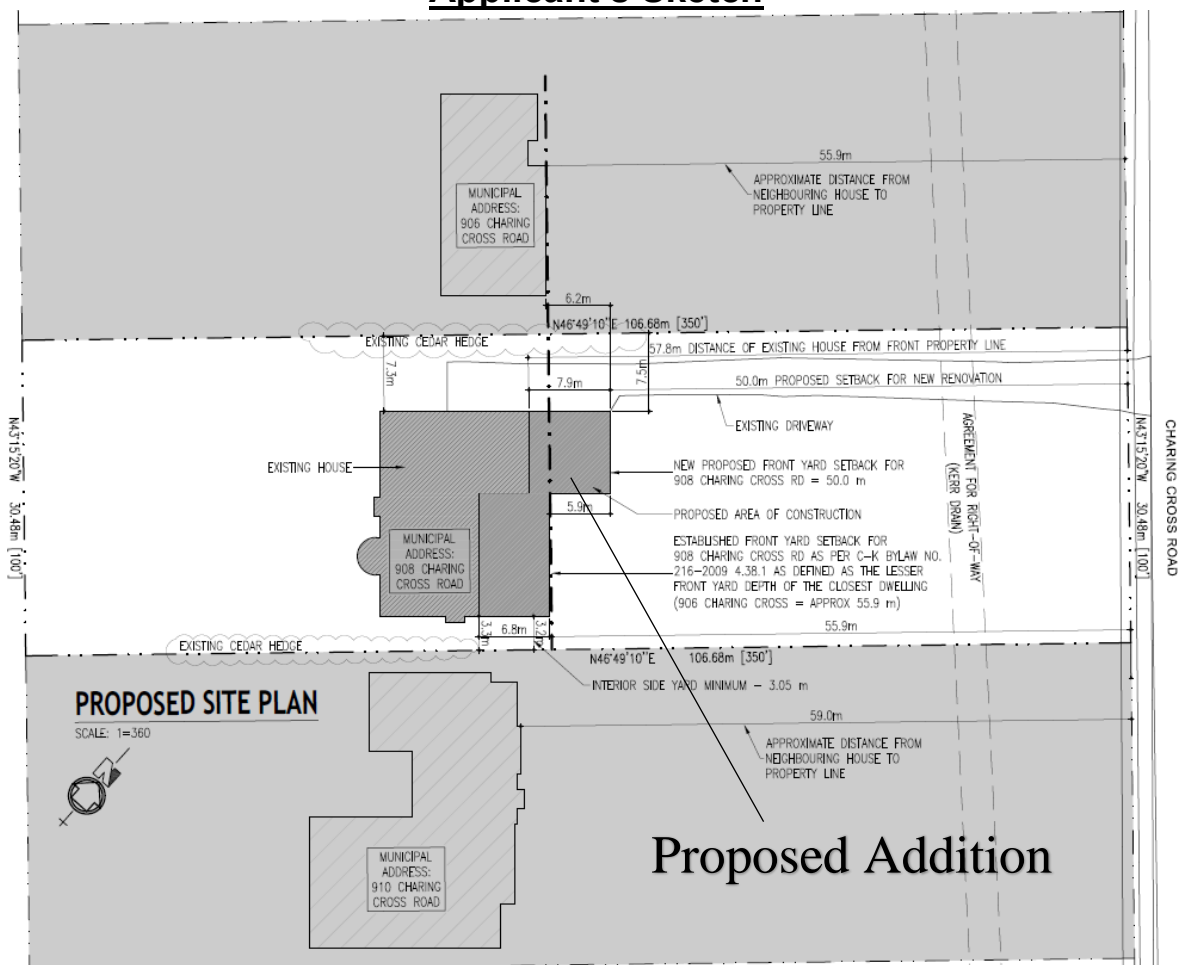 55.9m
APPROXIMATE DISTANCE FROM
NEIGHBOURING HOUSE TO
PROPERTY LINE
MUNICIPAL
ADDRESS:
906 CHARING
CROSS ROAD
6.2m
N46°49'10"E 106.68m [350']
EXISTING CEDAR HEDGE
57.8m DISTANCE OF EXISTING HOUSE FROM FRONT PROPERTY LINE
7.3m
7.5m
7.9m
50.0m PROPOSED SETBACK FOR NEW RENOVATION
EXISTING DRIVEWAY
N43°15'20"W 30.48m [100']
EXISTING HOUSE
NEW PROPOSED FRONT YARD SETBACK FOR
908 CHARING CROSS RD = 50.0 m
5.9m
PROPOSED AREA OF CONSTRUCTION
AGREEMENT FOR RIGHT-OF-WAY
(KERR DRAIN)
N43°15'20"W 30.48m [100']
CHARING CROSS ROAD
MUNICIPAL
ADDRESS:
908 CHARING
CROSS ROAD
ESTABLISHED FRONT YARD SETBACK FOR
908 CHARING CROSS RD AS PER C-K BYLAW NO.
216-2009 4.38.1 AS DEFINED AS THE LESSER
FRONT YARD DEPTH OF THE CLOSEST DWELLING
(906 CHARING CROSS = APPROX 55.9 m)
3.3m
6.8m
3.2m
55.9m
EXISTING CEDAR HEDGE
N46°49'10"E 106.68m [350']
INTERIOR SIDE YARD MINIMUM - 3.05 m
PROPOSED SITE PLAN
SCALE: 1=360
59.0m
APPROXIMATE DISTANCE FROM
NEIGHBOURING HOUSE TO
PROPERTY LINE
Proposed Addition
MUNICIPAL
ADDRESS:
910 CHARING
CROSS ROAD